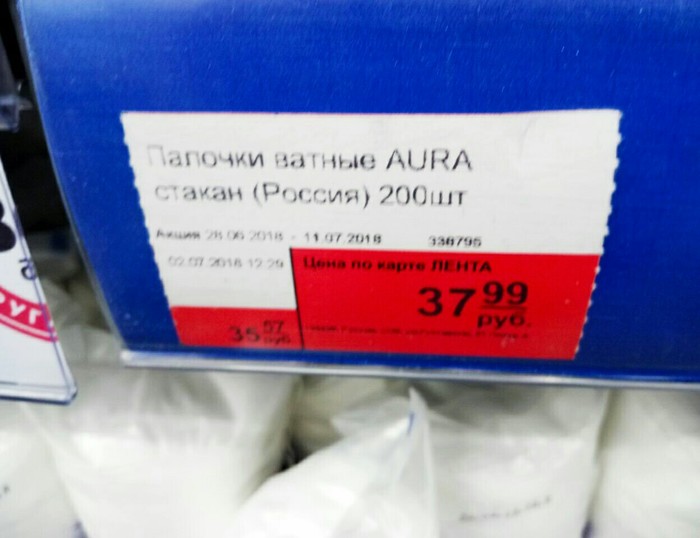 Палочки ватные AURA
стакан (Россия) 200шт
Акция 28.06.2018 - 11.07.2018 338795
02.07.2018 12:29
Цена по карте ЛЕНТА
37 99
руб.
35 57
руб.